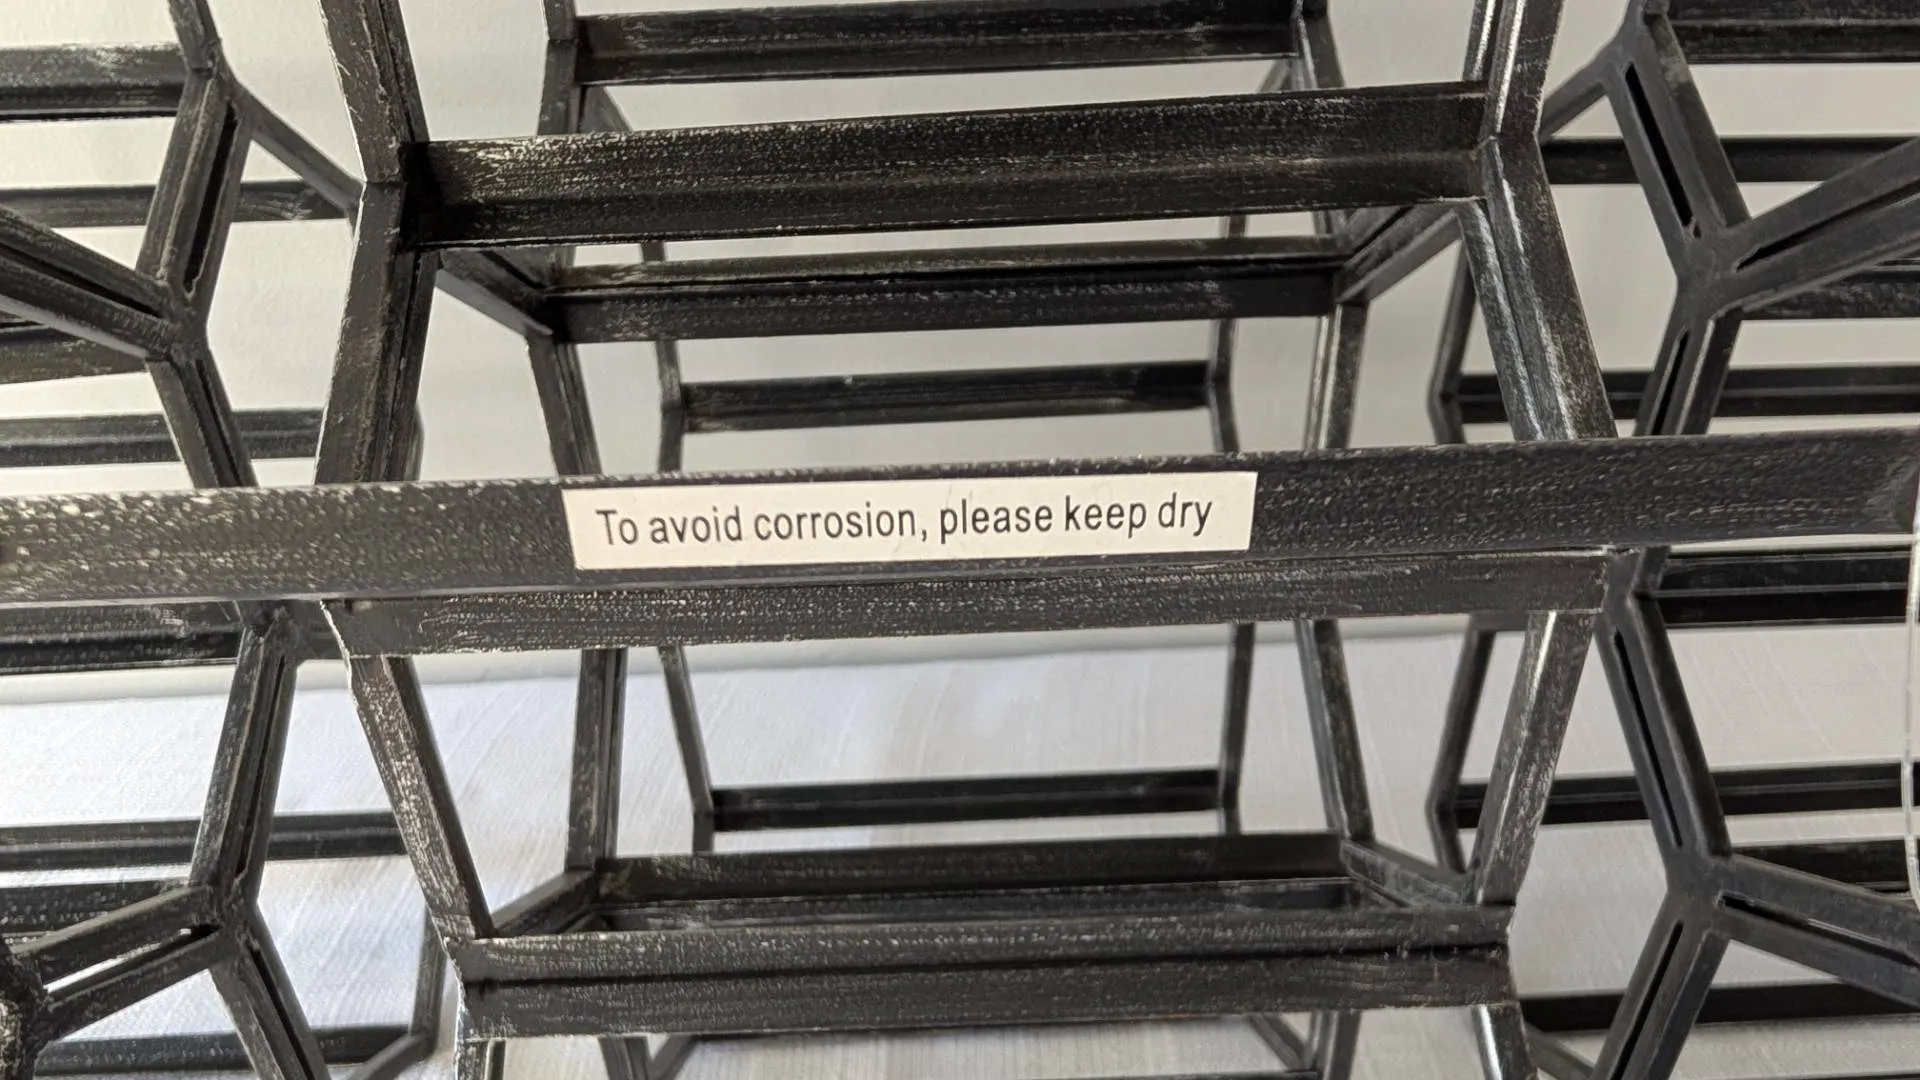 To avoid corrosion, please keep dry